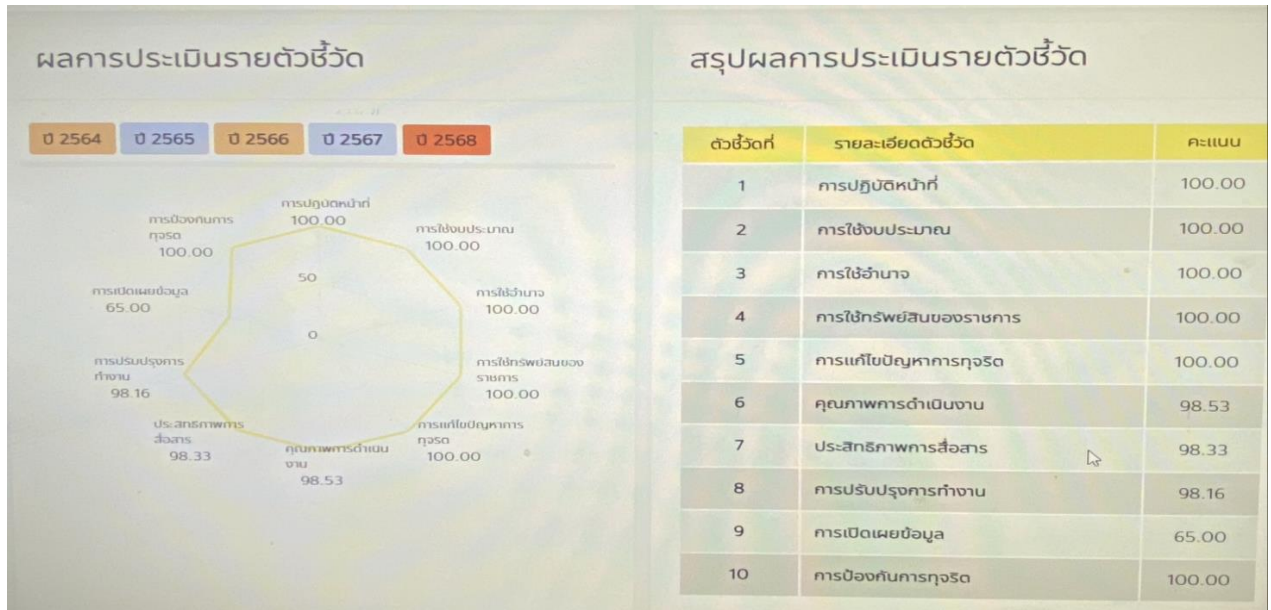 ผลการประเมินรายตัวชี้วัด
ปี 2564 ปี 2565 ปี 2566 ปี 2567 ปี 2568
การปฏิบัติหน้าที่
100.00
การใช้งบประมาณ
100.00
การใช้อำนาจ
100.00
การใช้ทรัพย์สินของ
ราชการ
100.00
การแก้ไขปัญหาการ
ทุจริต
100.00
คุณภาพการดำเนิน
งาน
98.53
ประสิทธิภาพการ
สื่อสาร
98.33
การปรับปรุงการ
ทำงาน
98.16
การเปิดเผยข้อมูล
65.00
การป้องกันการ
ทุจริต
100.00
50
0
สรุปผลการประเมินรายตัวชี้วัด
ตัวชี้วัดที่ รายละเอียดตัวชี้วัด คะแนน
1 การปฏิบัติหน้าที่ 100.00
2 การใช้งบประมาณ 100.00
3 การใช้อำนาจ 100.00
4 การใช้ทรัพย์สินของราชการ 100.00
5 การแก้ไขปัญหาการทุจริต 100.00
6 คุณภาพการดำเนินงาน 98.53
7 ประสิทธิภาพการสื่อสาร 98.33
8 การปรับปรุงการทำงาน 98.16
9 การเปิดเผยข้อมูล 65.00
10 การป้องกันการทุจริต 100.00